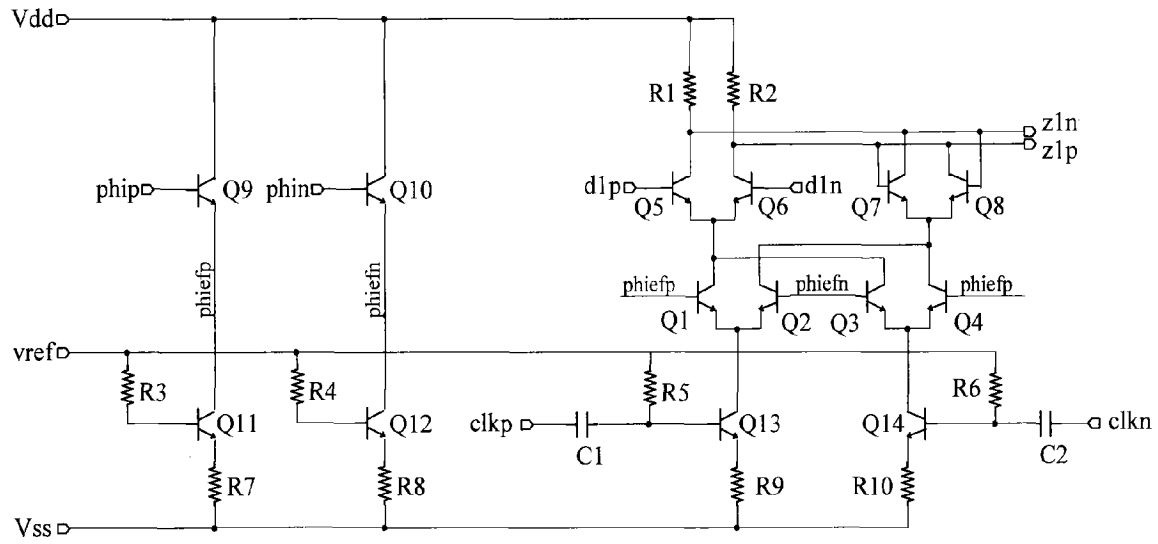 Vdd
R1
R2
z1n
z1p
phip
Q9
phin
Q10
d1p
Q5
Q6
d1n
Q7
Q8
phiefp
phiefn
phiefp
Q1
phiefn
Q2
Q3
phiefp
Q4
vref
R3
R4
R5
R6
Q11
Q12
clkp
C1
Q13
Q14
C2
clkn
R7
R8
R9
R10
Vss